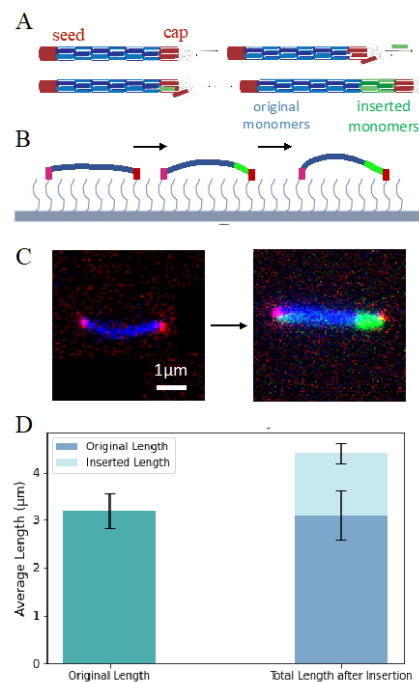 A
seed
cap
original
monomers
inserted
monomers
B
C
1μm
D
Original Length
Inserted Length
Average Length (μm)
4
3
2
1
0
Original Length
Total Length after Insertion